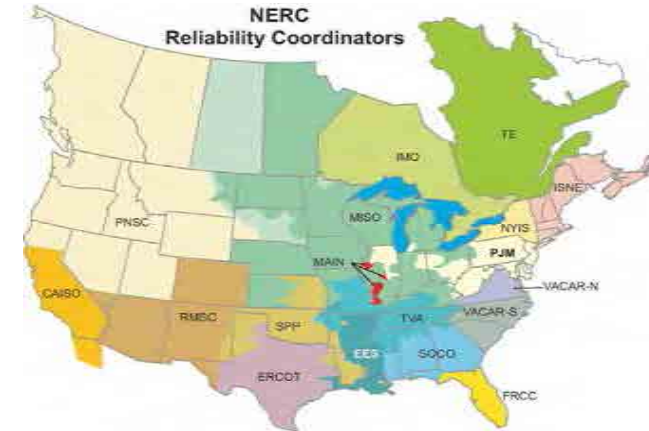 NERC
Reliability Coordinators
TE
IMO
ISNE
MISO
NYIS
PNSC
PJM
MAIN
VACAR-N
CAISO
RMSC
TVA
VACAR-S
SPP
EES
SOCO
ERCOT
FRCC